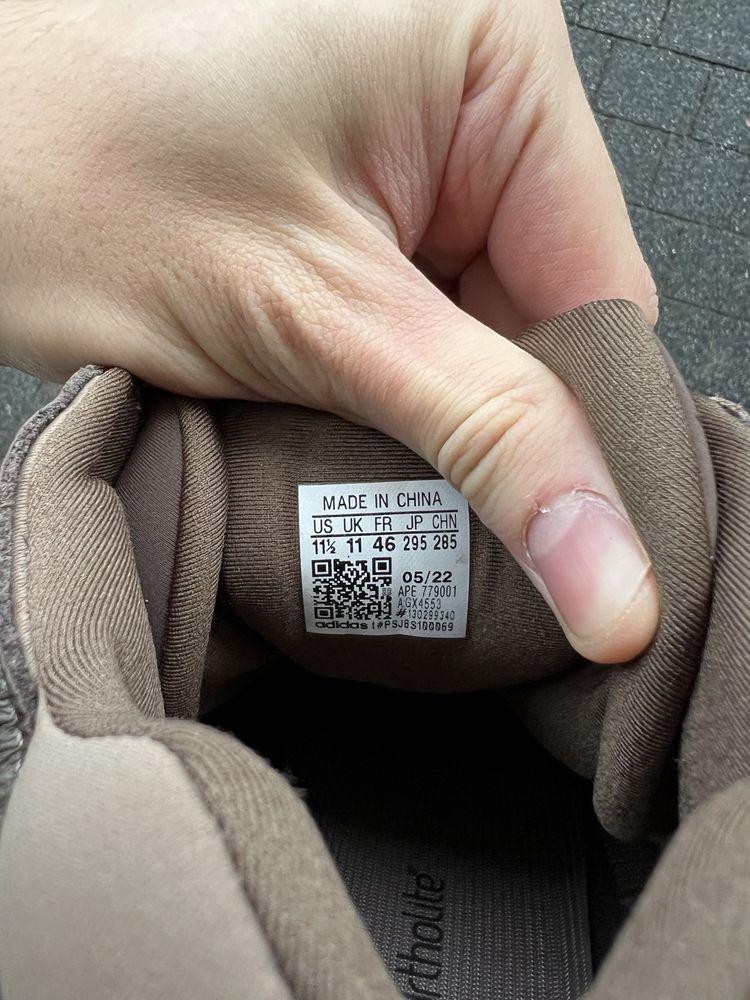 MADE IN CHINA
US UK FR JP CHN
11½ 11 46 295 285
05/22
APE 779001
AGX4553
#130299340
adidas (#PSJ8S100069
rtholite®